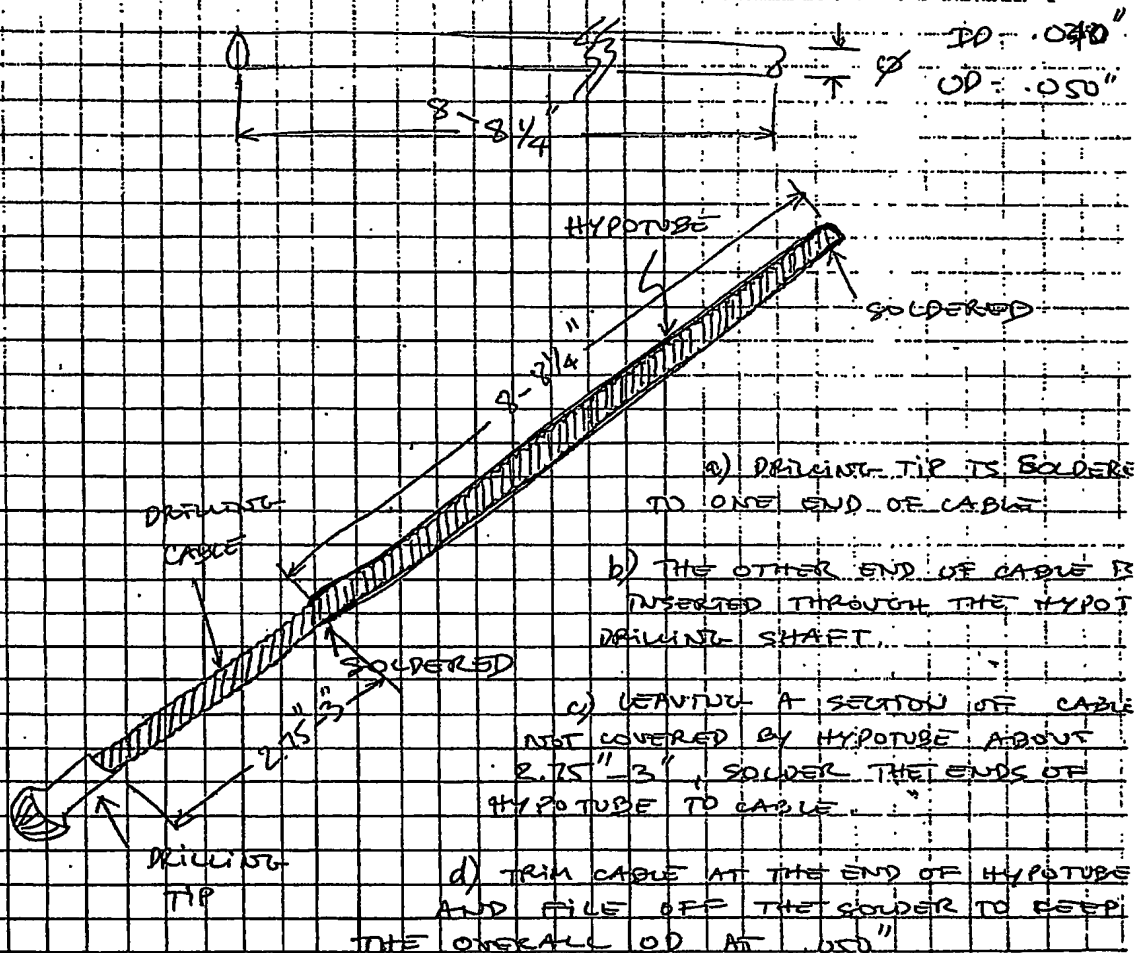 OD = .050"
8 - 8 1/4"
φ
HYPOTUBE
SOLDERED
8 - 8 1/4"
DRILLING
CABLE
SOLDERED
2.75"-3"
DRILLING
TIP
a) DRILLING TIP IS SOLDERE
TO ONE END OF CABLE
b) THE OTHER END OF CABLE IS
INSERTED THROUGH THE HYPOT
DRILLING SHAFT.
c) LEAVING A SECTION OF CABLE
NOT COVERED BY HYPOTUBE ABOUT
2.75"-3", SOLDER THE ENDS OF
HYPOTUBE TO CABLE.
d) TRIM CABLE AT THE END OF HYPOTUBE
AND FILE OFF THE SOLDER TO KEEP
THE OVERALL OD AT .050"